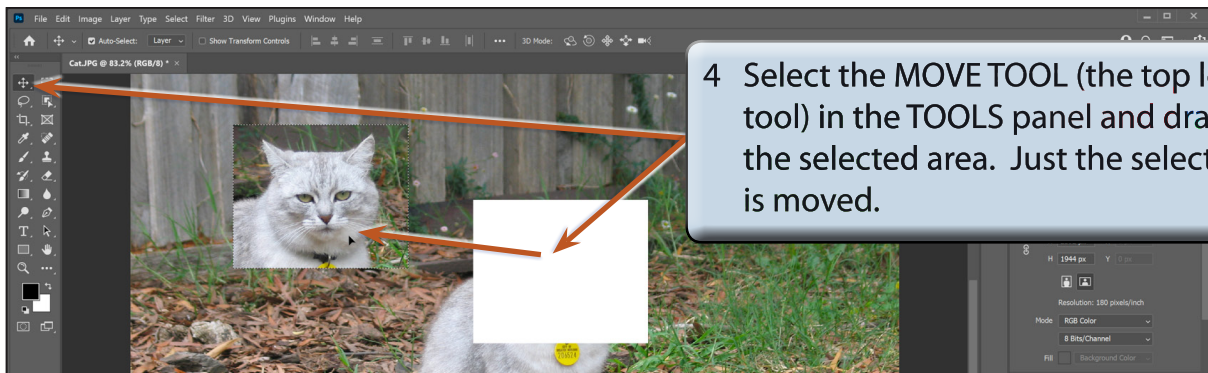 Ps File Edit Image Layer Type Select Filter 3D View Plugins Window Help
Auto-Select: Layer Show Transform Controls 3D Mode:
Cat.JPG @ 83.2% (RGB/8) * ×
4 Select the MOVE TOOL (the top
tool) in the TOOLS panel and
the selected area. Just the
is moved.
H 1944 px Y 0 px
Resolution: 180 pixels/inch
Mode RGB Color
8 Bits/Channel
Fill Background Color